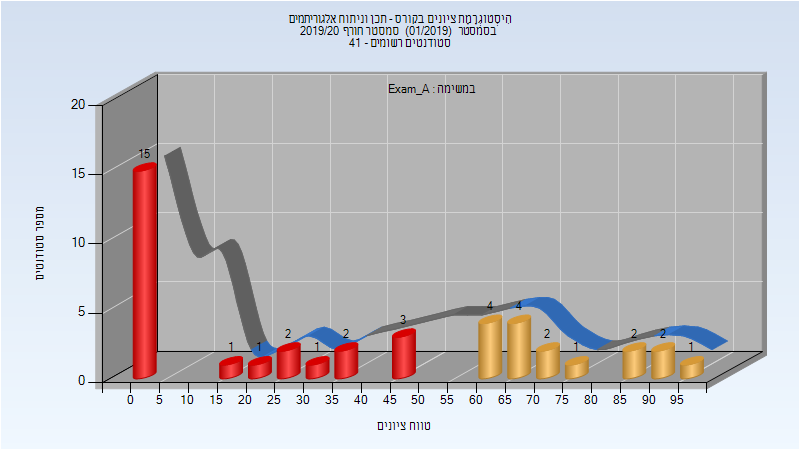 היסטוגרמת ציונים בקורס - תכן וניתוח אלגוריתמים
בסמסטר (01/2019) סמסטר חורף 2019/20
סטודנטים רשומים - 41
במשימה : Exam_A
מספר סטודנטים
20
15
10
5
0
15
1
1
2
1
2
3
4
4
2
1
2
2
1
0 5 10 15 20 25 30 35 40 45 50 55 60 65 70 75 80 85 90 95
טווח ציונים